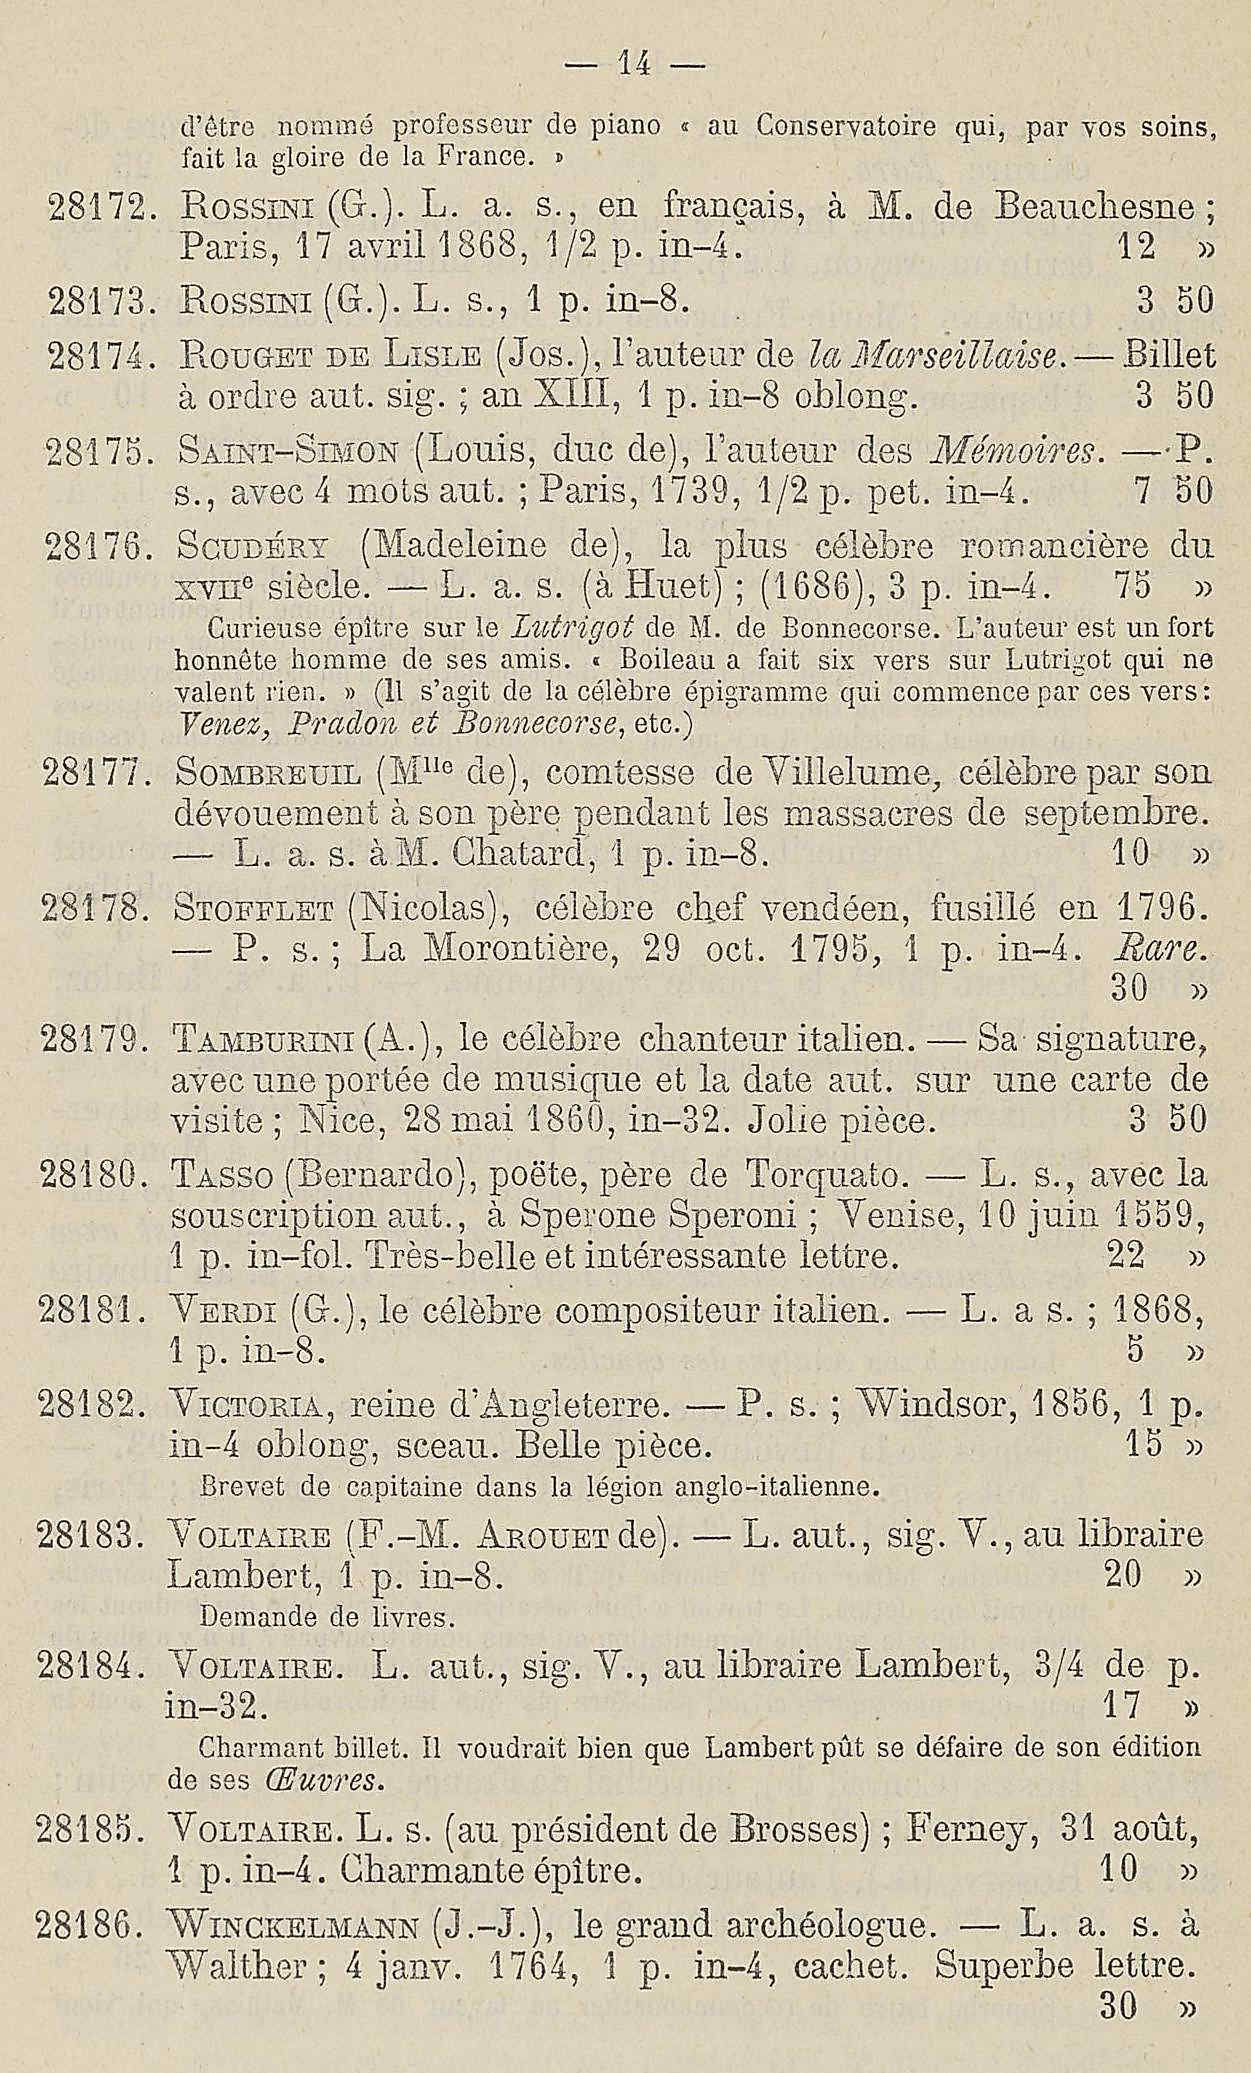 — 14 —
d'être nommé professeur de piano « au Conservatoire qui, par vos soins,
fait la gloire de la France. »
28172. ROSSINI (G.). L. a. s., en français, à M. de Beauchesne ;
Paris, 17 avril 1868, 1/2 p. in-4. 12 »
28173. ROSSINI (G.). L. s., 1 p. in-8. 3 50
28174. ROUGET DE LISLE (Jos.), l'auteur de la Marseillaise. — Billet
à ordre aut. sig. ; an XIII, 1 p. in-8 oblong. 3 50
28175. SAINT-SIMON (Louis, duc de), l'auteur des Mémoires. — P.
s., avec 4 mots aut. ; Paris, 1739, 1/2 p. pet. in-4. 7 50
28176. SCUDÉRY (Madeleine de), la plus célèbre romancière du
XVIIe siècle. — L. a. s. (à Huet) ; (1686), 3 p. in-4. 75 »
Curieuse épître sur le Lutrigot de M. de Bonnecorse. L'auteur est un fort
honnête homme de ses amis. « Boileau a fait six vers sur Lutrigot qui ne
valent rien. » (Il s'agit de la célèbre épigramme qui commence par ces vers :
Venez, Pradon et Bonnecorse, etc.)
28177. SOMBREUIL (Mlle de), comtesse de Villelume, célèbre par son
dévouement à son père pendant les massacres de septembre.
— L. a. s. à M. Chatard, 1 p. in-8. 10 »
28178. STOFFLET (Nicolas), célèbre chef vendéen, fusillé en 1796.
— P. s. ; La Morontière, 29 oct. 1795, 1 p. in-4. Rare.
30 »
28179. TAMBURINI (A.), le célèbre chanteur italien. — Sa signature,
avec une portée de musique et la date aut. sur une carte de
visite ; Nice, 28 mai 1860, in-32. Jolie pièce. 3 50
28180. TASSO (Bernardo), poëte, père de Torquato. — L. s., avec la
souscription aut., à Sperone Speroni ; Venise, 10 juin 1559,
1 p. in-fol. Très-belle et intéressante lettre. 22 »
28181. VERDI (G.), le célèbre compositeur italien. — L. a s. ; 1868,
1 p. in-8. 5 »
28182. VICTORIA, reine d'Angleterre. — P. s. ; Windsor, 1856, 1 p.
in-4 oblong, sceau. Belle pièce. 15 »
Brevet de capitaine dans la légion anglo-italienne.
28183. VOLTAIRE (F.-M. AROUET de). — L. aut., sig. V., au libraire
Lambert, 1 p. in-8. 20 »
Demande de livres.
28184. VOLTAIRE. L. aut., sig. V., au libraire Lambert, 3/4 de p.
in-32. 17 »
Charmant billet. Il voudrait bien que Lambert pût se défaire de son édition
de ses Œuvres.
28185. VOLTAIRE. L. s. (au président de Brosses) ; Ferney, 31 août,
1 p. in-4. Charmante épître. 10 »
28186. WINCKELMANN (J.-J.), le grand archéologue. — L. a. s. à
Walther ; 4 janv. 1764, 1 p. in-4, cachet. Superbe lettre.
30 »